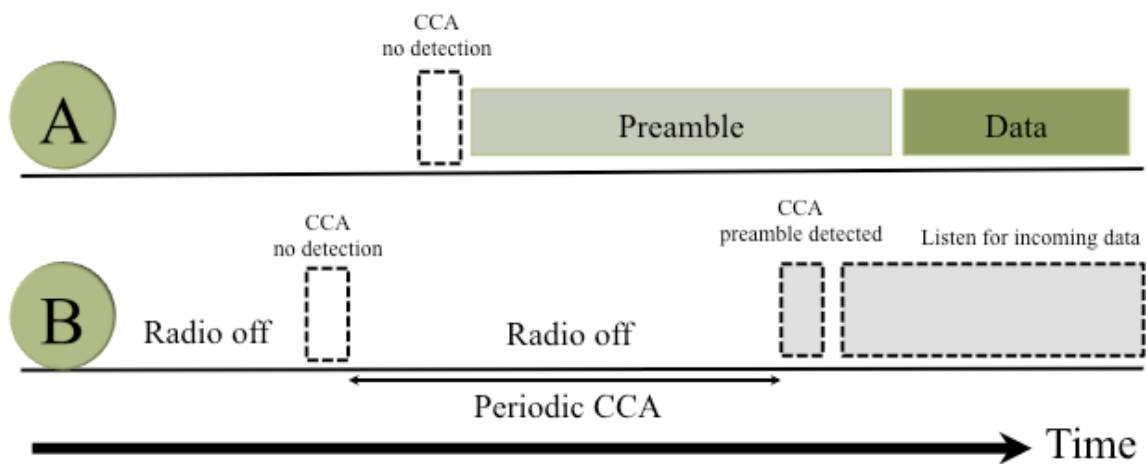 CCA
no detection
A
Preamble
Data
CCA
no detection
CCA
preamble detected
Listen for incoming data
B
Radio off
Radio off
Periodic CCA
Time